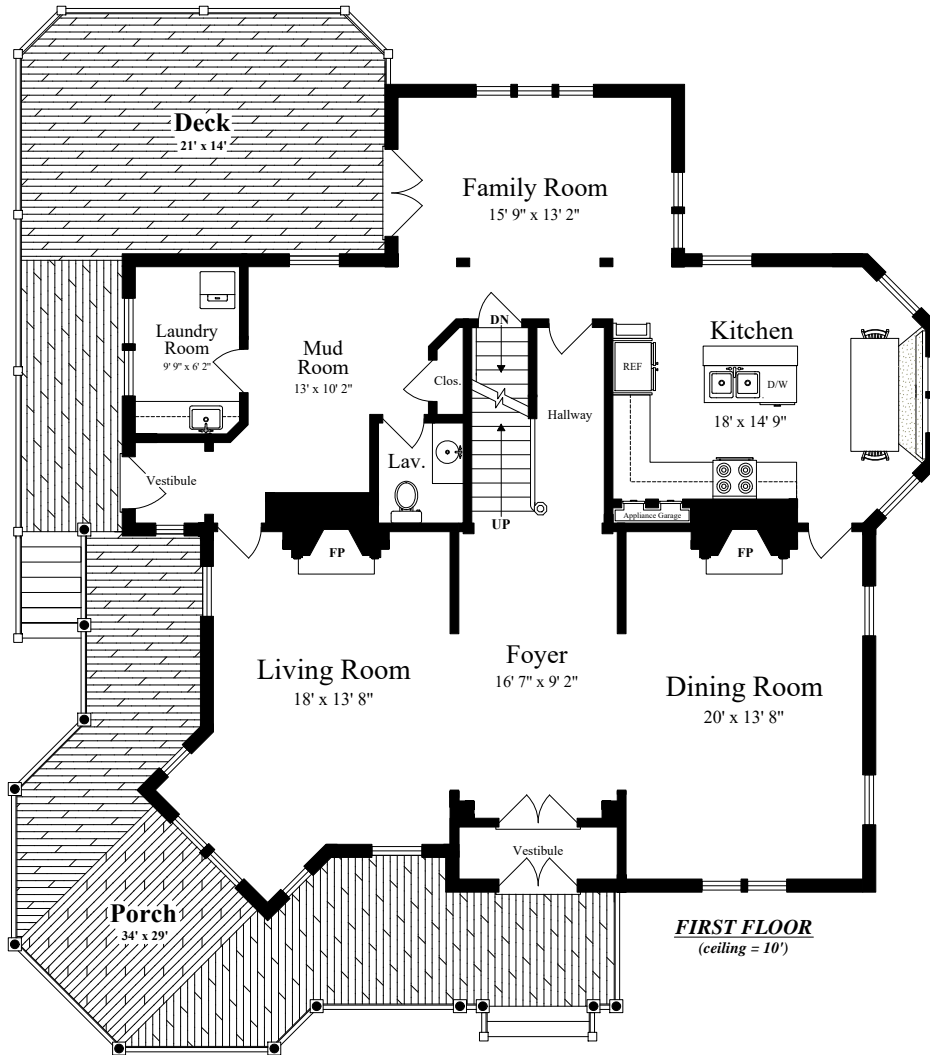 Deck
21' x 14'
Family Room
15' 9" x 13' 2"
Laundry
Room
9' 9" x 6' 2"
Mud
Room
13' x 10' 2"
Clos.
DN
Hallway
REF
Kitchen
D/W
18' x 14' 9"
Vestibule
Lav.
UP
Appliance Garage
FP
FP
Living Room
18' x 13' 8"
Foyer
16' 7" x 9' 2"
Dining Room
20' x 13' 8"
Vestibule
Porch
34' x 29'
FIRST FLOOR
(ceiling = 10')